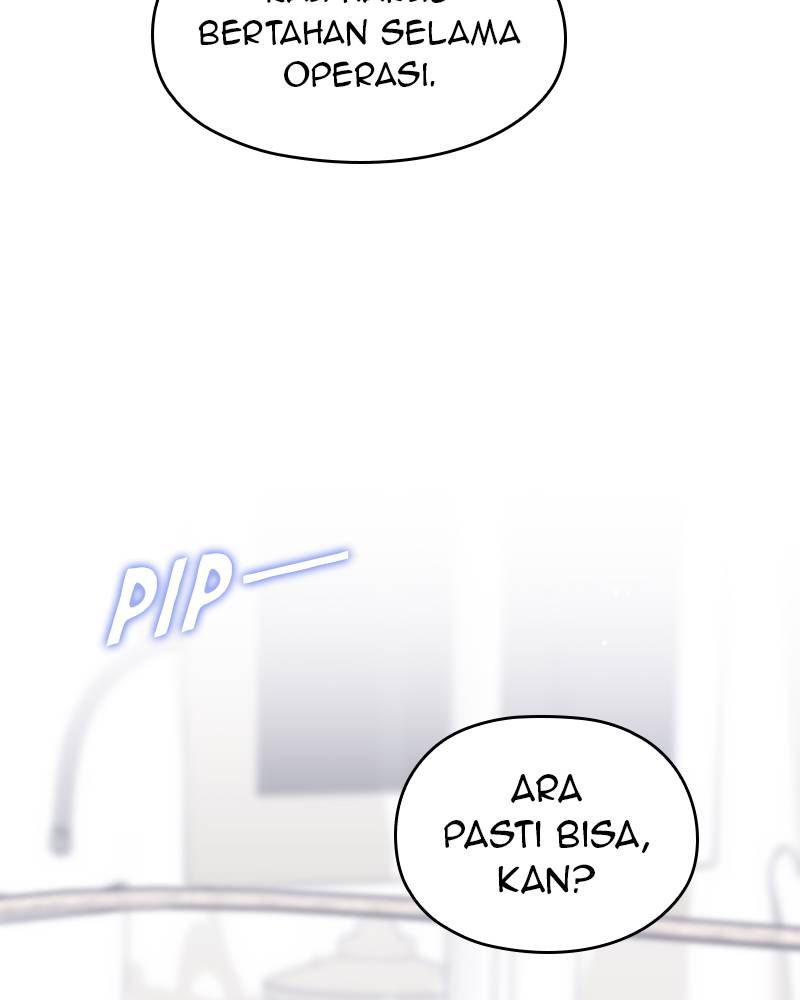 BERTAHAN SELAMA
OPERASI.
PIP—
ARA
PASTI BISA,
KAN?